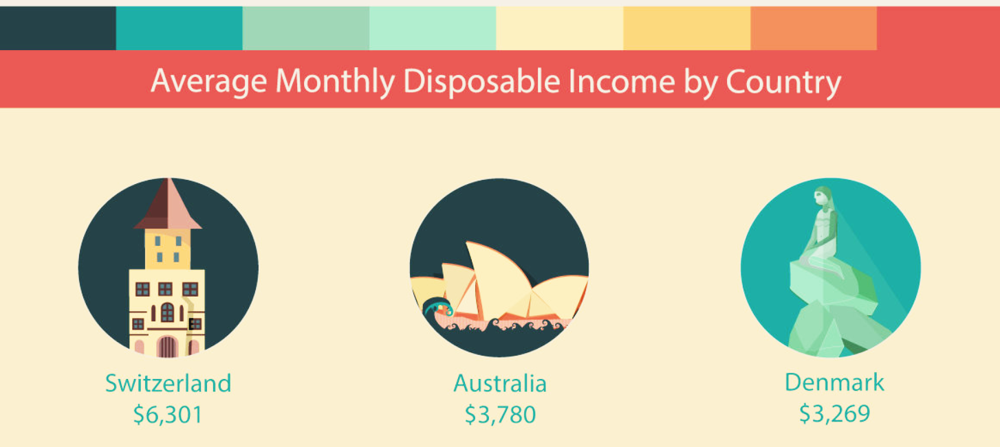 Average Monthly Disposable Income by Country
Switzerland
$6,301
Australia
$3,780
Denmark
$3,269